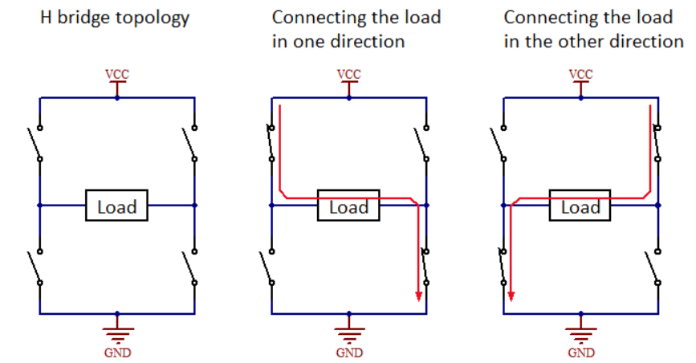 H bridge topology
Connecting the load
in one direction
Connecting the load
in the other direction
VCC
VCC
VCC
Load
Load
Load
GND
GND
GND